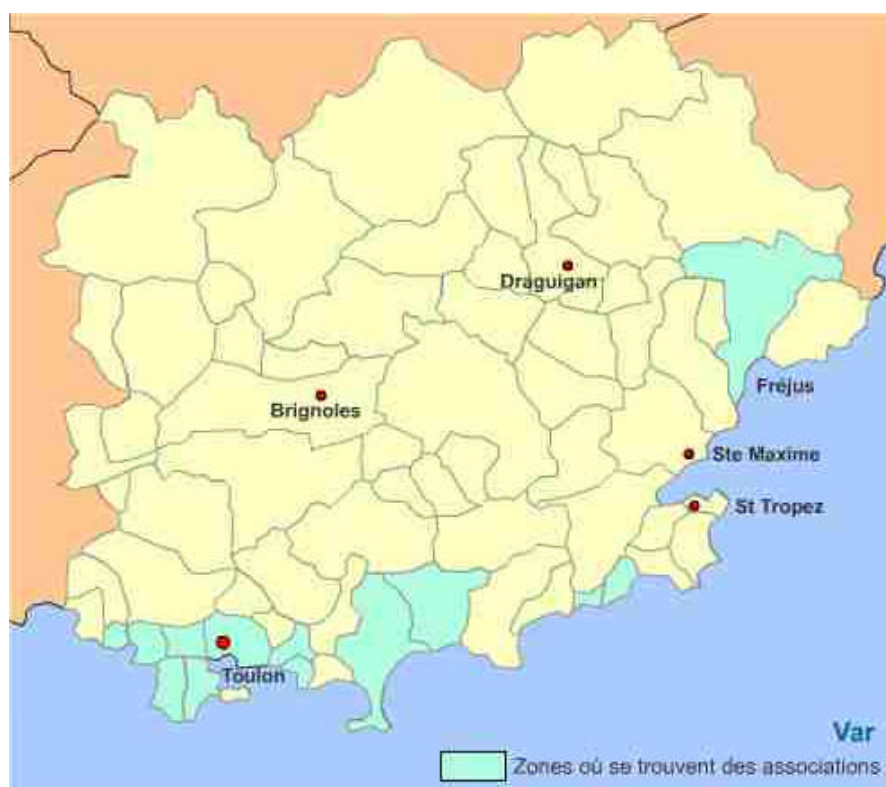 Draguigan
Fréjus
Brignoles
Ste Maxime
St Tropez
Toulon
Var
Zones où se trouvent des associations